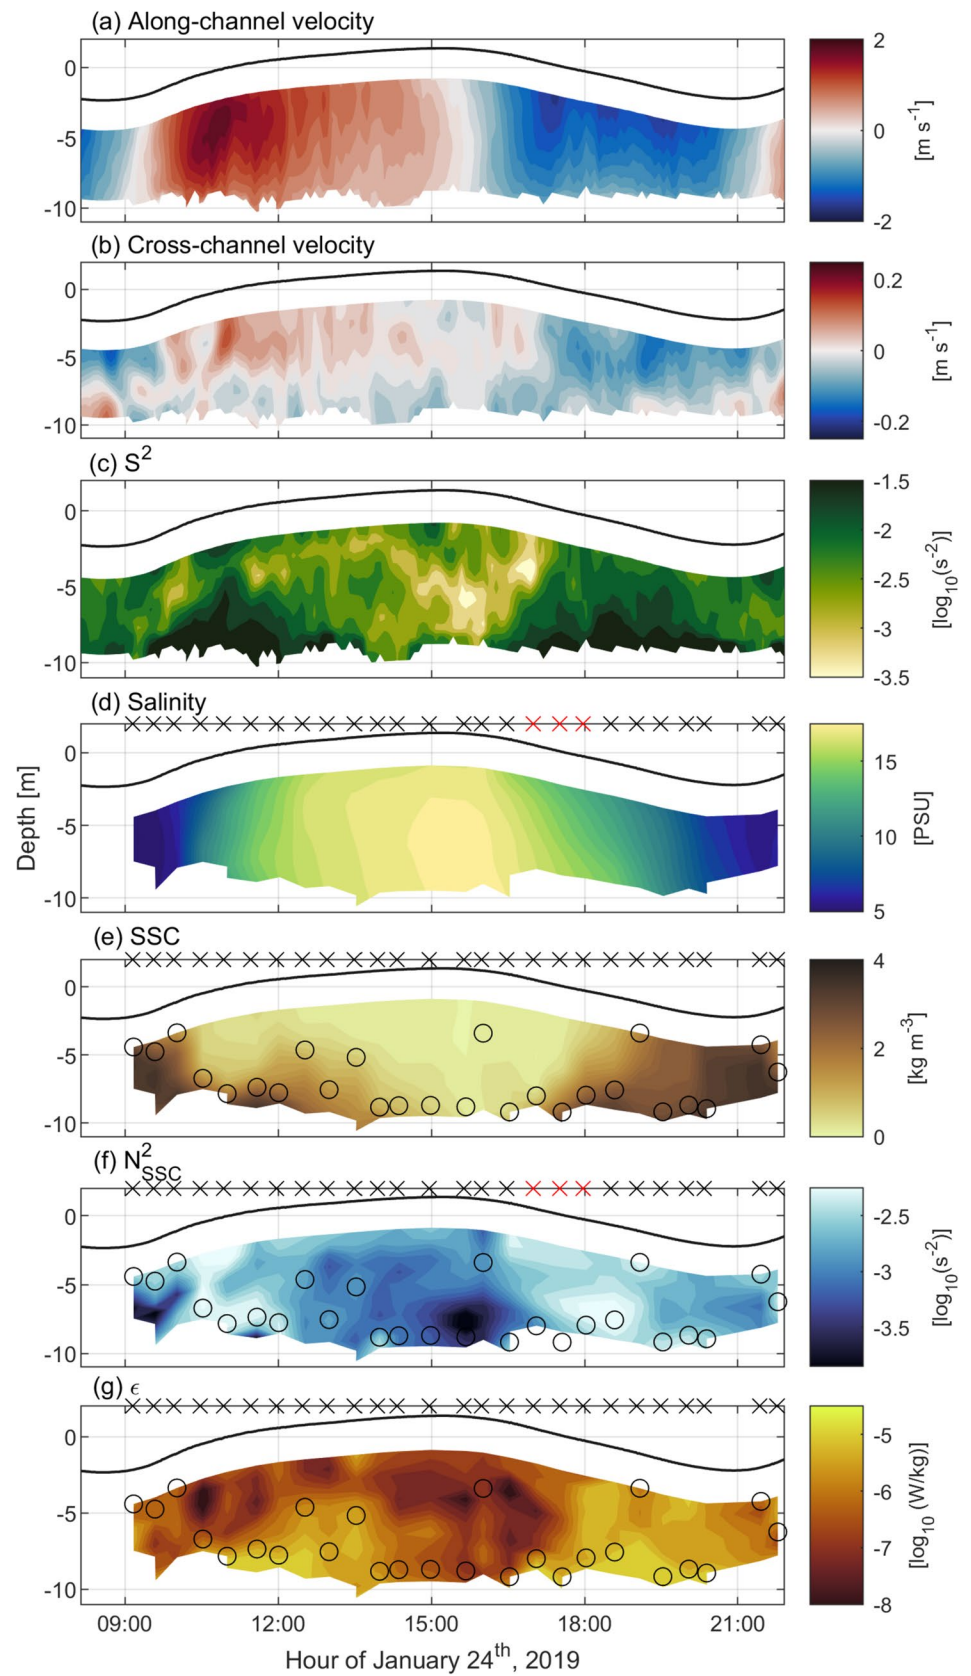 (a) Along-channel velocity
2
0
0
-5
-10
-2
[m s⁻¹]
(b) Cross-channel velocity
0.2
0
0
-5
-10
-0.2
[m s⁻¹]
(c) S²
-1.5
0
-2
-5
-2.5
-3
-10
-3.5
[log₁₀(s⁻²)]
(d) Salinity
0
15
-5
10
-10
5
[PSU]
Depth [m]
(e) SSC
4
0
-5
2
-10
0
[kg m⁻³]
(f) N²SSC
0
-2.5
-5
-3
-3.5
-10
[log₁₀(s⁻²)]
(g) ϵ
0
-5
-5
-6
-7
-10
-8
[log₁₀ (W/kg)]
09:00 12:00 15:00 18:00 21:00
Hour of January 24ᵗʰ, 2019